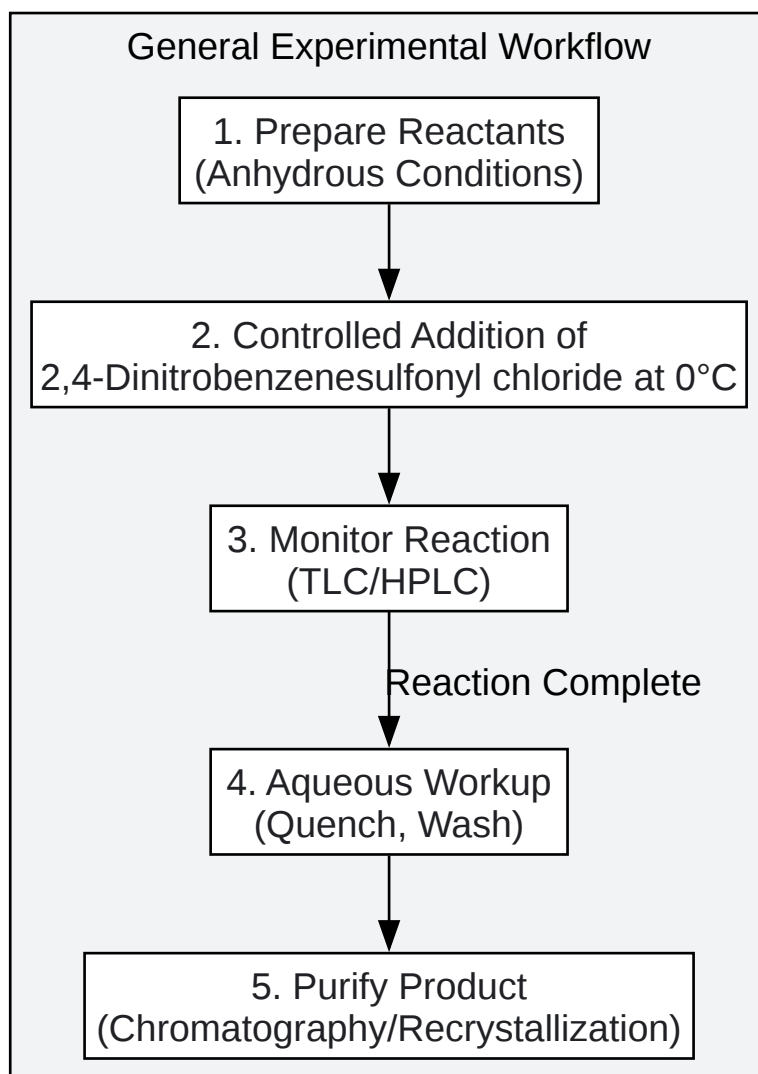 General Experimental Workflow
1. Prepare Reactants
(Anhydrous Conditions)
2. Controlled Addition of
2,4-Dinitrobenzenesulfonyl chloride at 0°C
3. Monitor Reaction
(TLC/HPLC)
Reaction Complete
4. Aqueous Workup
(Quench, Wash)
5. Purify Product
(Chromatography/Recrystallization)